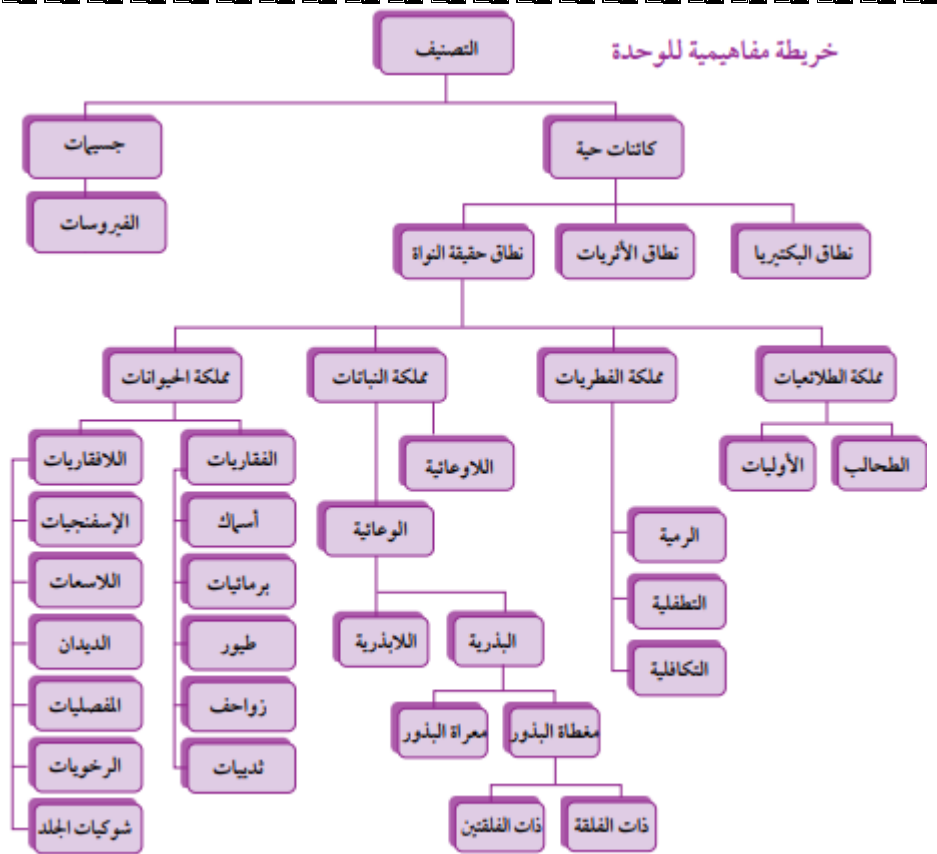 خريطة مفاهيمية للوحدة
التصنيف
كائنات حية
جسيمات
الفيروسات
نطاق البكتيريا
نطاق الأثريات
نطاق حقيقة النواة
مملكة الطلائعيات
مملكة الفطريات
مملكة النباتات
مملكة الحيوانات
الطحالب
الأوليات
الرمية
التطفلية
التكافلية
اللاوعائية
الوعائية
البذرية
اللابذرية
مغطاة البذور
معراة البذور
ذات الفلقة
ذات الفلقتين
الفقاريات
أسماك
برمائيات
طيور
زواحف
ثدييات
اللافقاريات
الإسفنجيات
اللاسعات
الديدان
المفصليات
الرخويات
شوكيات الجلد